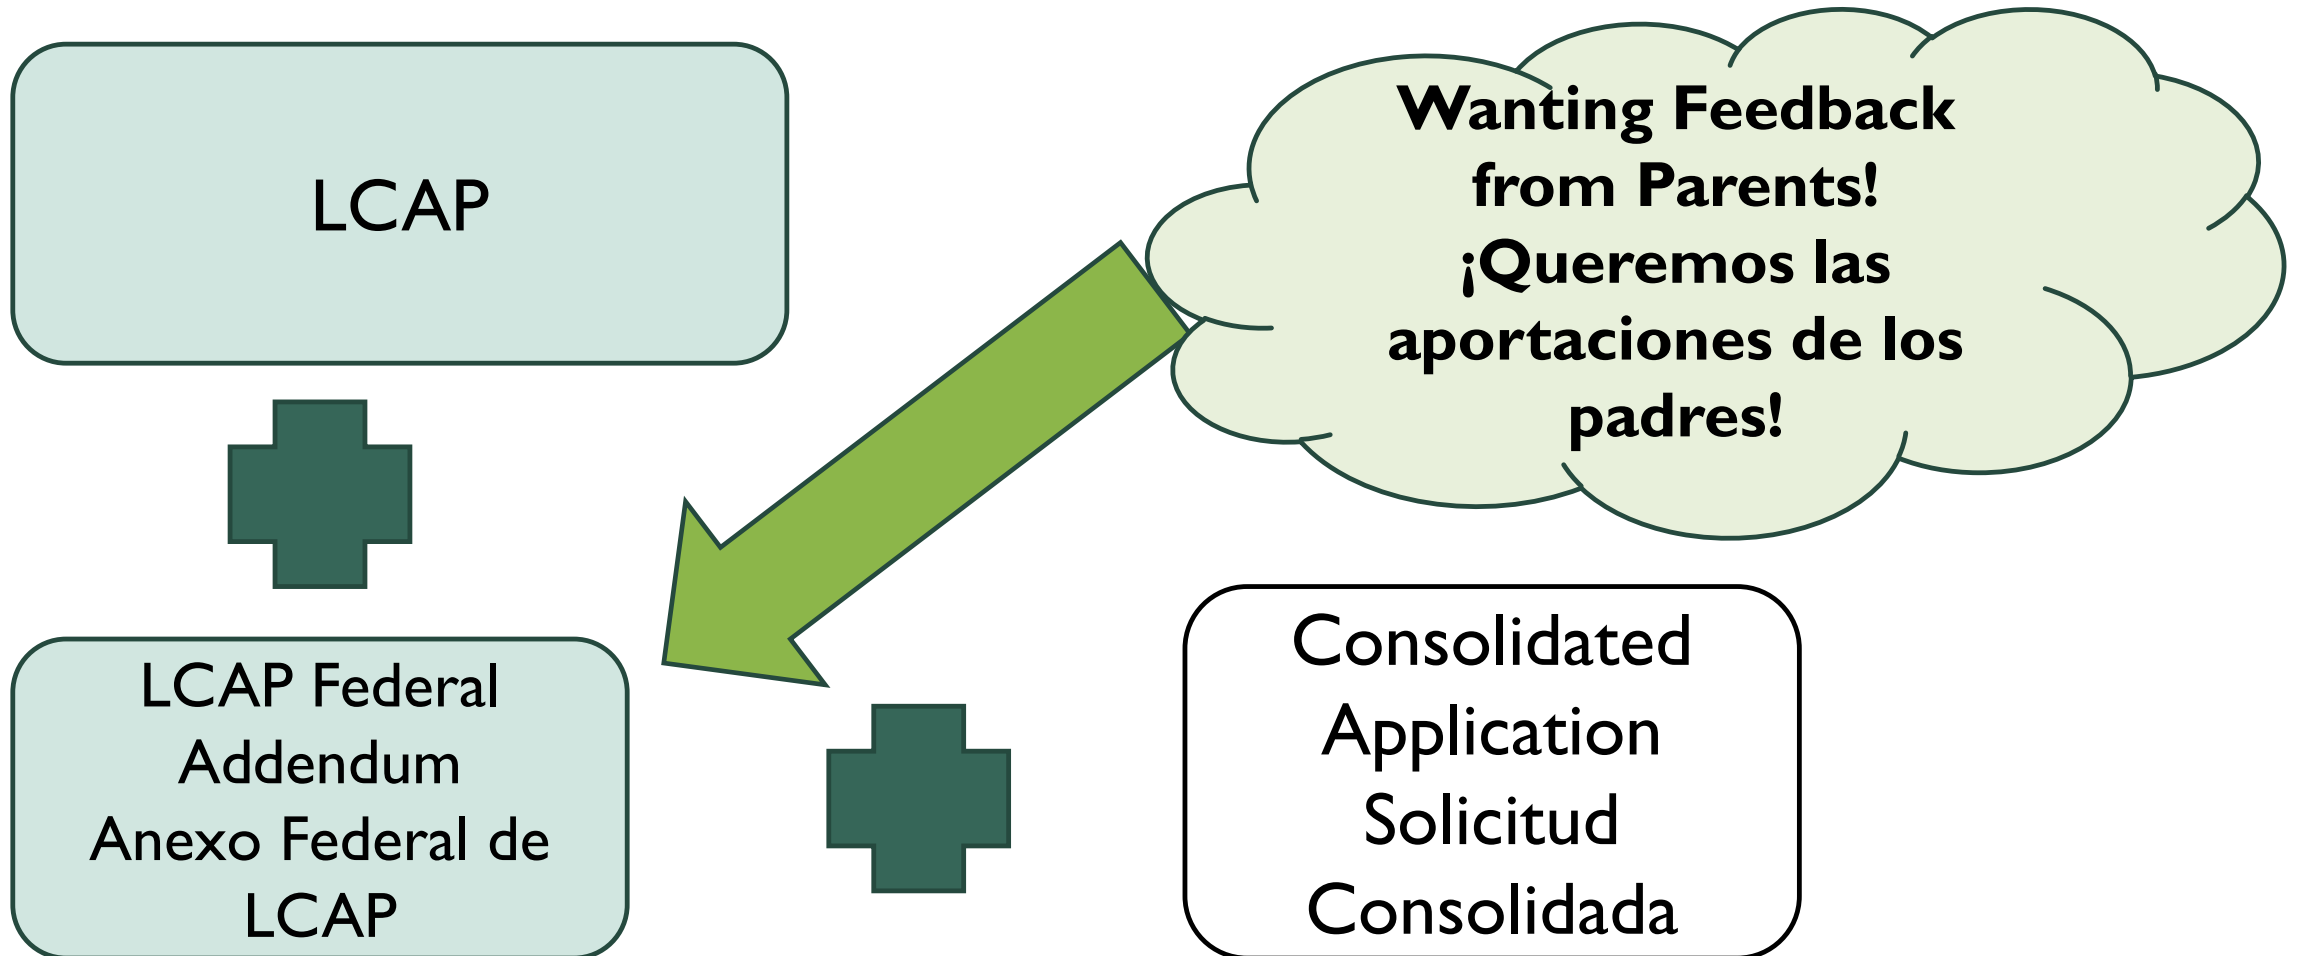 LCAP
Wanting Feedback
from Parents!
¡Queremos las
aportaciones de los
padres!
LCAP Federal
Addendum
Anexo Federal de
LCAP
Consolidated
Application
Solicitud
Consolidada